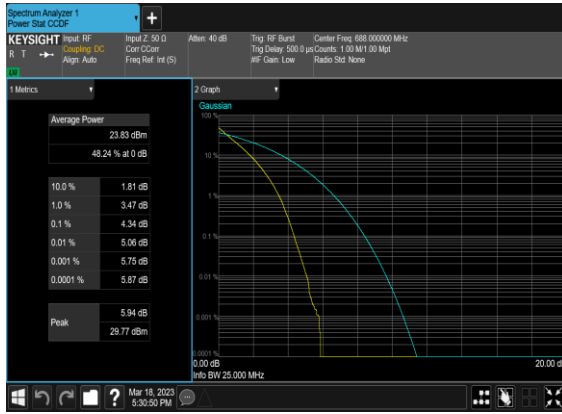 Spectrum Analyzer 1
Power Stat CCDF
+
KEYSIGHT
R T
LXI
Input: RF
Coupling: DC
Align: Auto
Input Z: 50 Ω
Corr CCorr
Freq Ref: Int (S)
Atten: 40 dB
Trig: RF Burst
Trig Delay: 500.0 µs
#IF Gain: Low
Center Freq: 688.000000 MHz
Counts: 1.00 M/1.00 Mpt
Radio Std: None
1 Metrics
Average Power
23.83 dBm
48.24 % at 0 dB
10.0 % 1.81 dB
1.0 % 3.47 dB
0.1 % 4.34 dB
0.01 % 5.06 dB
0.001 % 5.75 dB
0.0001 % 5.87 dB
Peak 5.94 dB
29.77 dBm
2 Graph
Gaussian
100 %
10 %
1 %
0.1 %
0.01 %
0.001 %
0.0001 %
0.00 dB
20.00 d
Info BW 25.000 MHz
?
Mar 18, 2023
5:30:50 PM